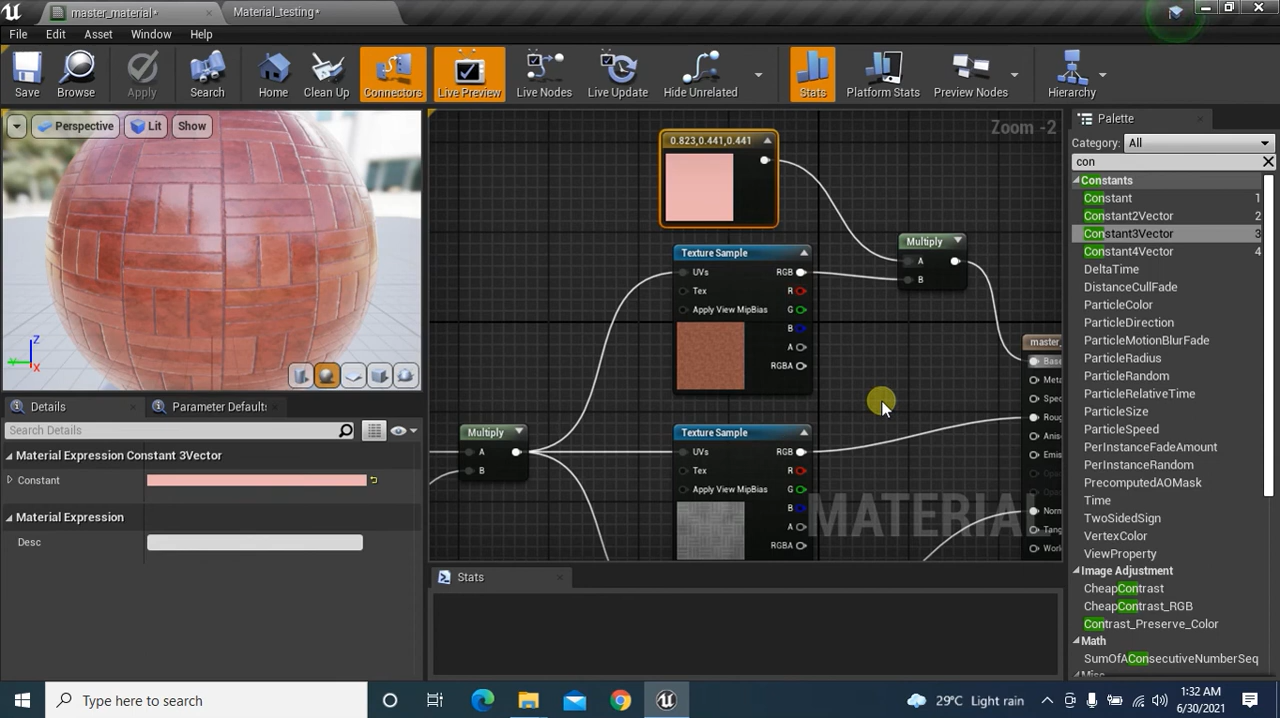 master_material*
Material_testing*
File Edit Asset Window Help
Save Browse Apply Search Home Clean Up Connectors Live Preview Live Nodes Live Update Hide Unrelated Stats Platform Stats Preview Nodes Hierarchy
Perspective Lit Show
Z
Y
X
Zoom -2
0.823,0.441,0.441
Texture Sample
UVs RGB
Tex R
Apply View MipBias G
B
A
RGBA
Multiply
A
B
Multiply
A
B
Texture Sample
UVs RGB
Tex R
Apply View MipBias G
B
A
RGBA
master_
Base
Meta
Spec
Roug
Aniso
Emis
Norm
Tang
World
MATERIAL
Details
Parameter Default
Search Details
Material Expression Constant 3Vector
Constant
Material Expression
Desc
Stats
Palette
Category: All
con
Constants
Constant 1
Constant2Vector 2
Constant3Vector 3
Constant4Vector 4
DeltaTime
DistanceCullFade
ParticleColor
ParticleDirection
ParticleMotionBlurFade
ParticleRadius
ParticleRandom
ParticleRelativeTime
ParticleSize
ParticleSpeed
PerInstanceFadeAmount
PerInstanceRandom
PrecomputedAOMask
Time
TwoSidedSign
VertexColor
ViewProperty
Image Adjustment
CheapContrast
CheapContrast_RGB
Contrast_Preserve_Color
Math
SumOfAConsecutiveNumberSeq
Type here to search
29°C Light rain
1:32 AM
6/30/2021